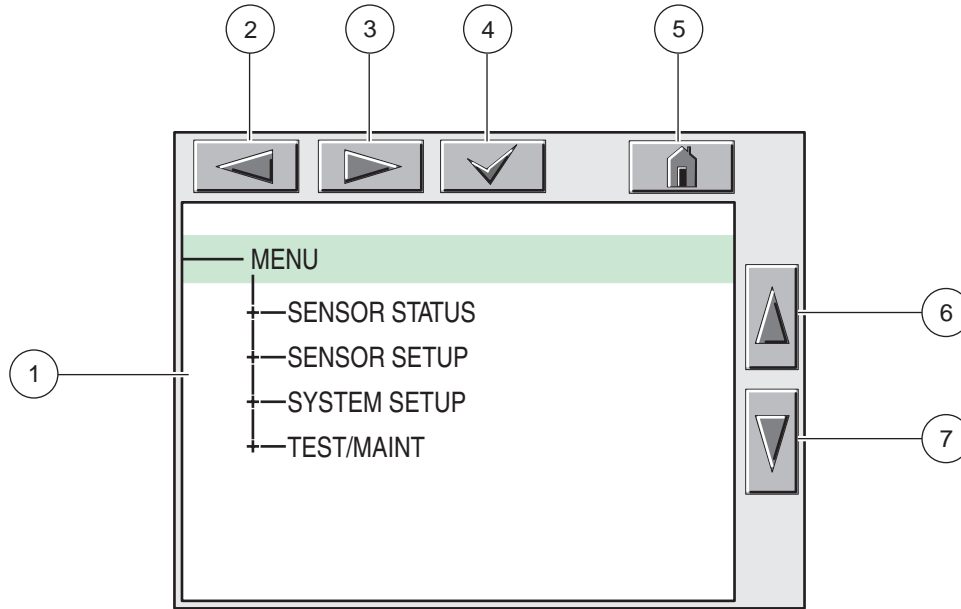 2 3 4 5
MENU
SENSOR STATUS
6
SENSOR SETUP
1
SYSTEM SETUP
TEST/MAINT
7